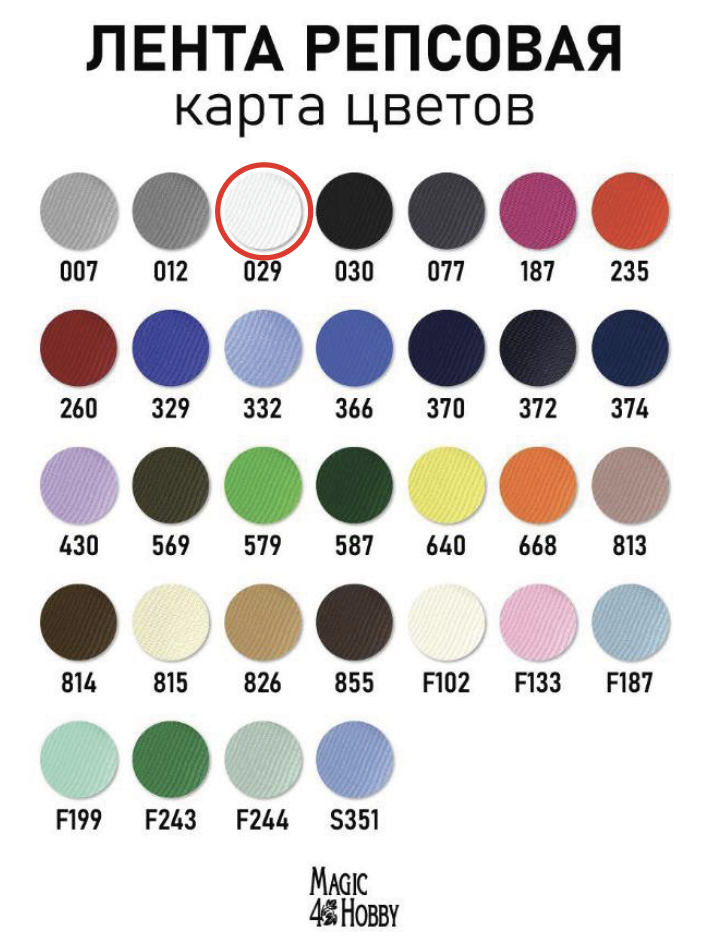 ЛЕНТА РЕПСОВАЯ
карта цветов
007 012 029 030 077 187 235
260 329 332 366 370 372 374
430 569 579 587 640 668 813
814 815 826 855 F102 F133 F187
F199 F243 F244 S351
MAGIC
4 HOBBY